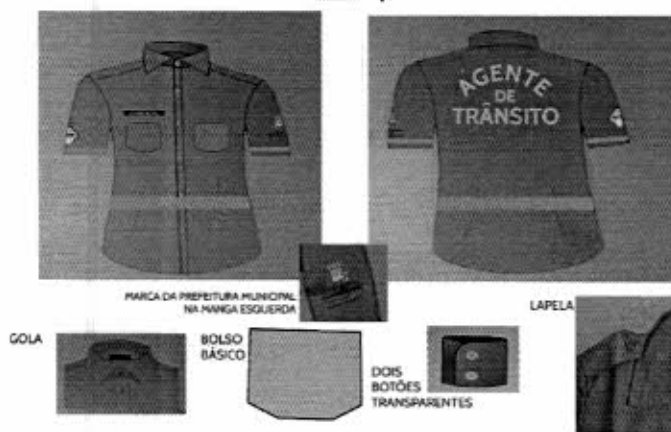 AGENTE
DE
TRÂNSITO
MARCA DA PREFEITURA MUNICIPAL
NA MANGA ESQUERDA
LAPELA
GOLA
BOLSO
BÁSICO
DOIS
BOTÕES
TRANSPARENTES